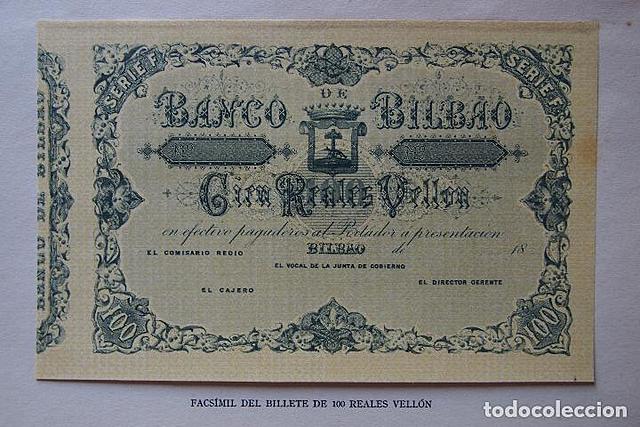 SERIE F.
SERIE F.
DE
BANCO BILBAO
Nº
Nº
Cien Reales Vellon
en efectivo pagaderos al Portador a presentacion
BILBAO de 18
EL COMISARIO REGIO
EL VOCAL DE LA JUNTA DE GOBIERNO
EL CAJERO
EL DIRECTOR GERENTE
100
100
BANCO DE BILBAO
FACSÍMIL DEL BILLETE DE 100 REALES VELLÓN
todocoleccion